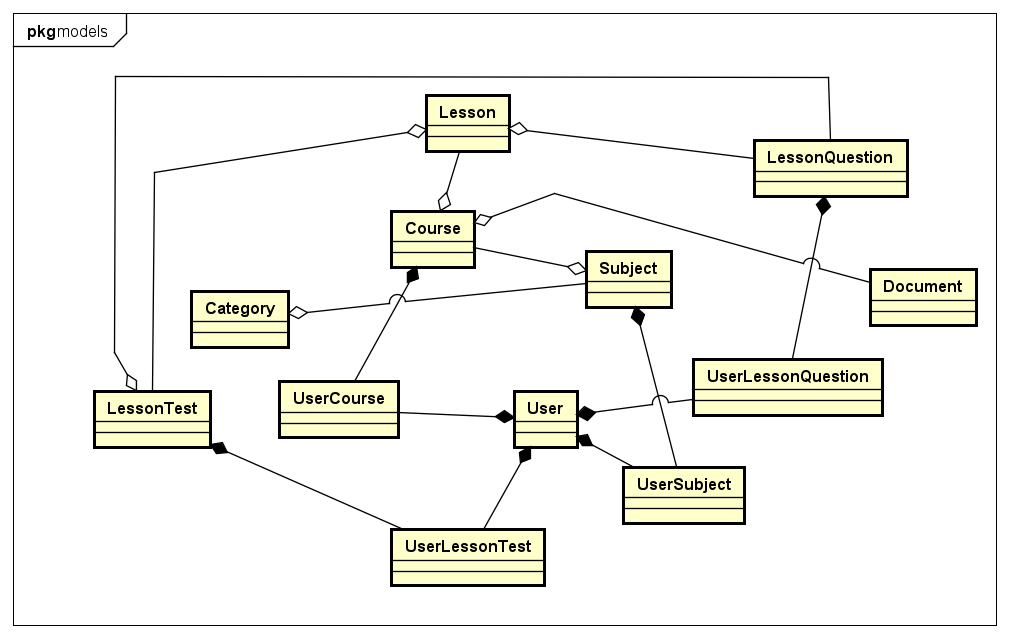 pkgmodels
Lesson
LessonQuestion
Course
Subject
Document
Category
UserLessonQuestion
UserCourse
LessonTest
User
UserSubject
UserLessonTest